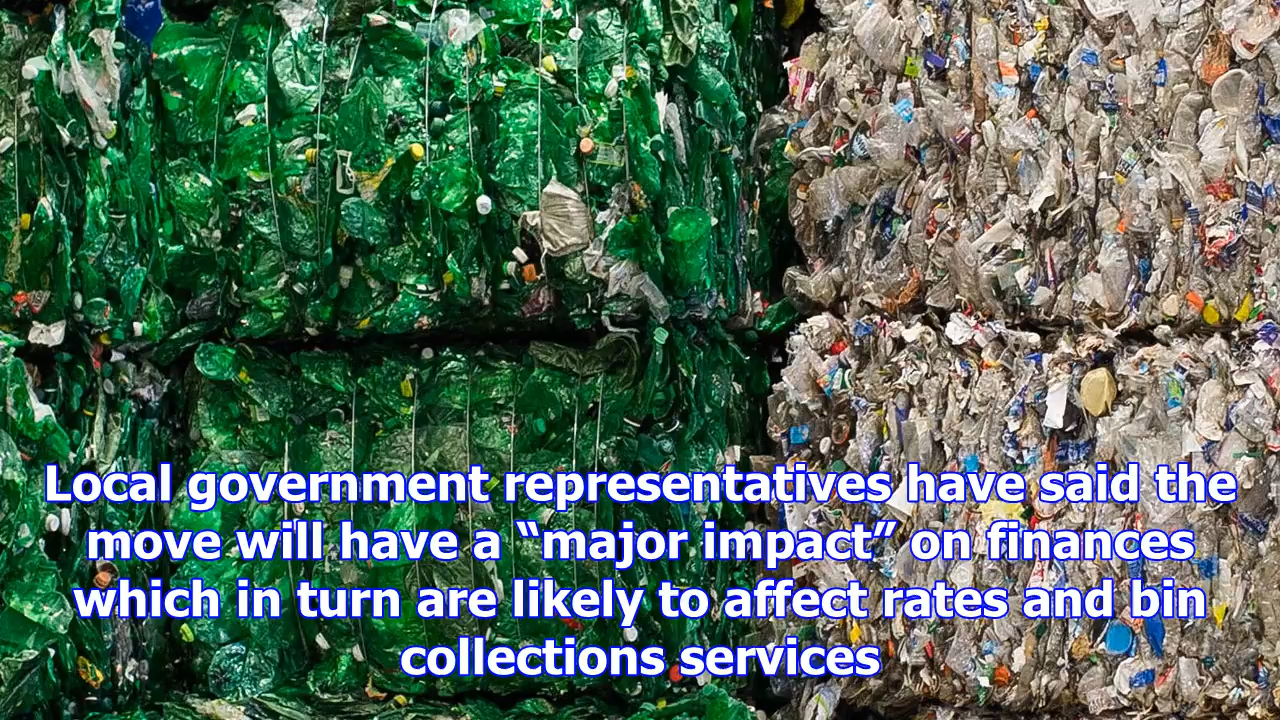 Local government representatives have said the
move will have a “major impact” on finances
which in turn are likely to affect rates and bin
collections services